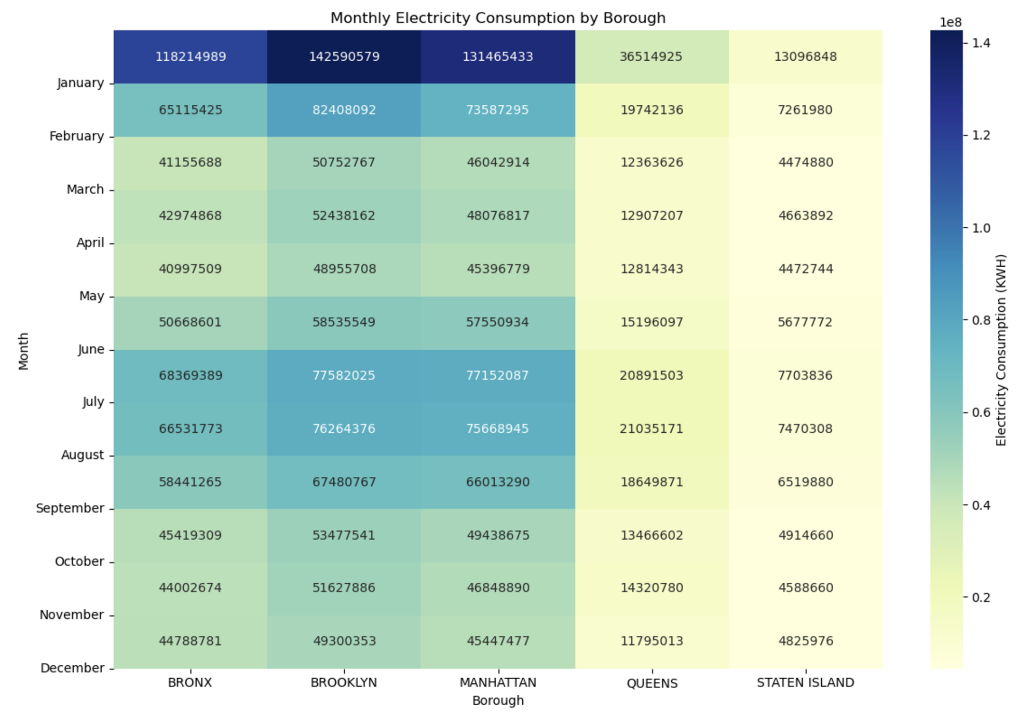 Monthly Electricity Consumption by Borough
1e8
118214989 142590579 131465433 36514925 13096848
January
65115425 82408092 73587295 19742136 7261980
February
41155688 50752767 46042914 12363626 4474880
March
42974868 52438162 48076817 12907207 4663892
April
40997509 48955708 45396779 12814343 4472744
May
50668601 58535549 57550934 15196097 5677772
June
68369389 77582025 77152087 20891503 7703836
July
66531773 76264376 75668945 21035171 7470308
August
58441265 67480767 66013290 18649871 6519880
September
45419309 53477541 49438675 13466602 4914660
October
44002674 51627886 46848890 14320780 4588660
November
44788781 49300353 45447477 11795013 4825976
December
BRONX BROOKLYN MANHATTAN QUEENS STATEN ISLAND
Borough
Month
1.4
1.2
1.0
0.8
0.6
0.4
0.2
Electricity Consumption (KWH)